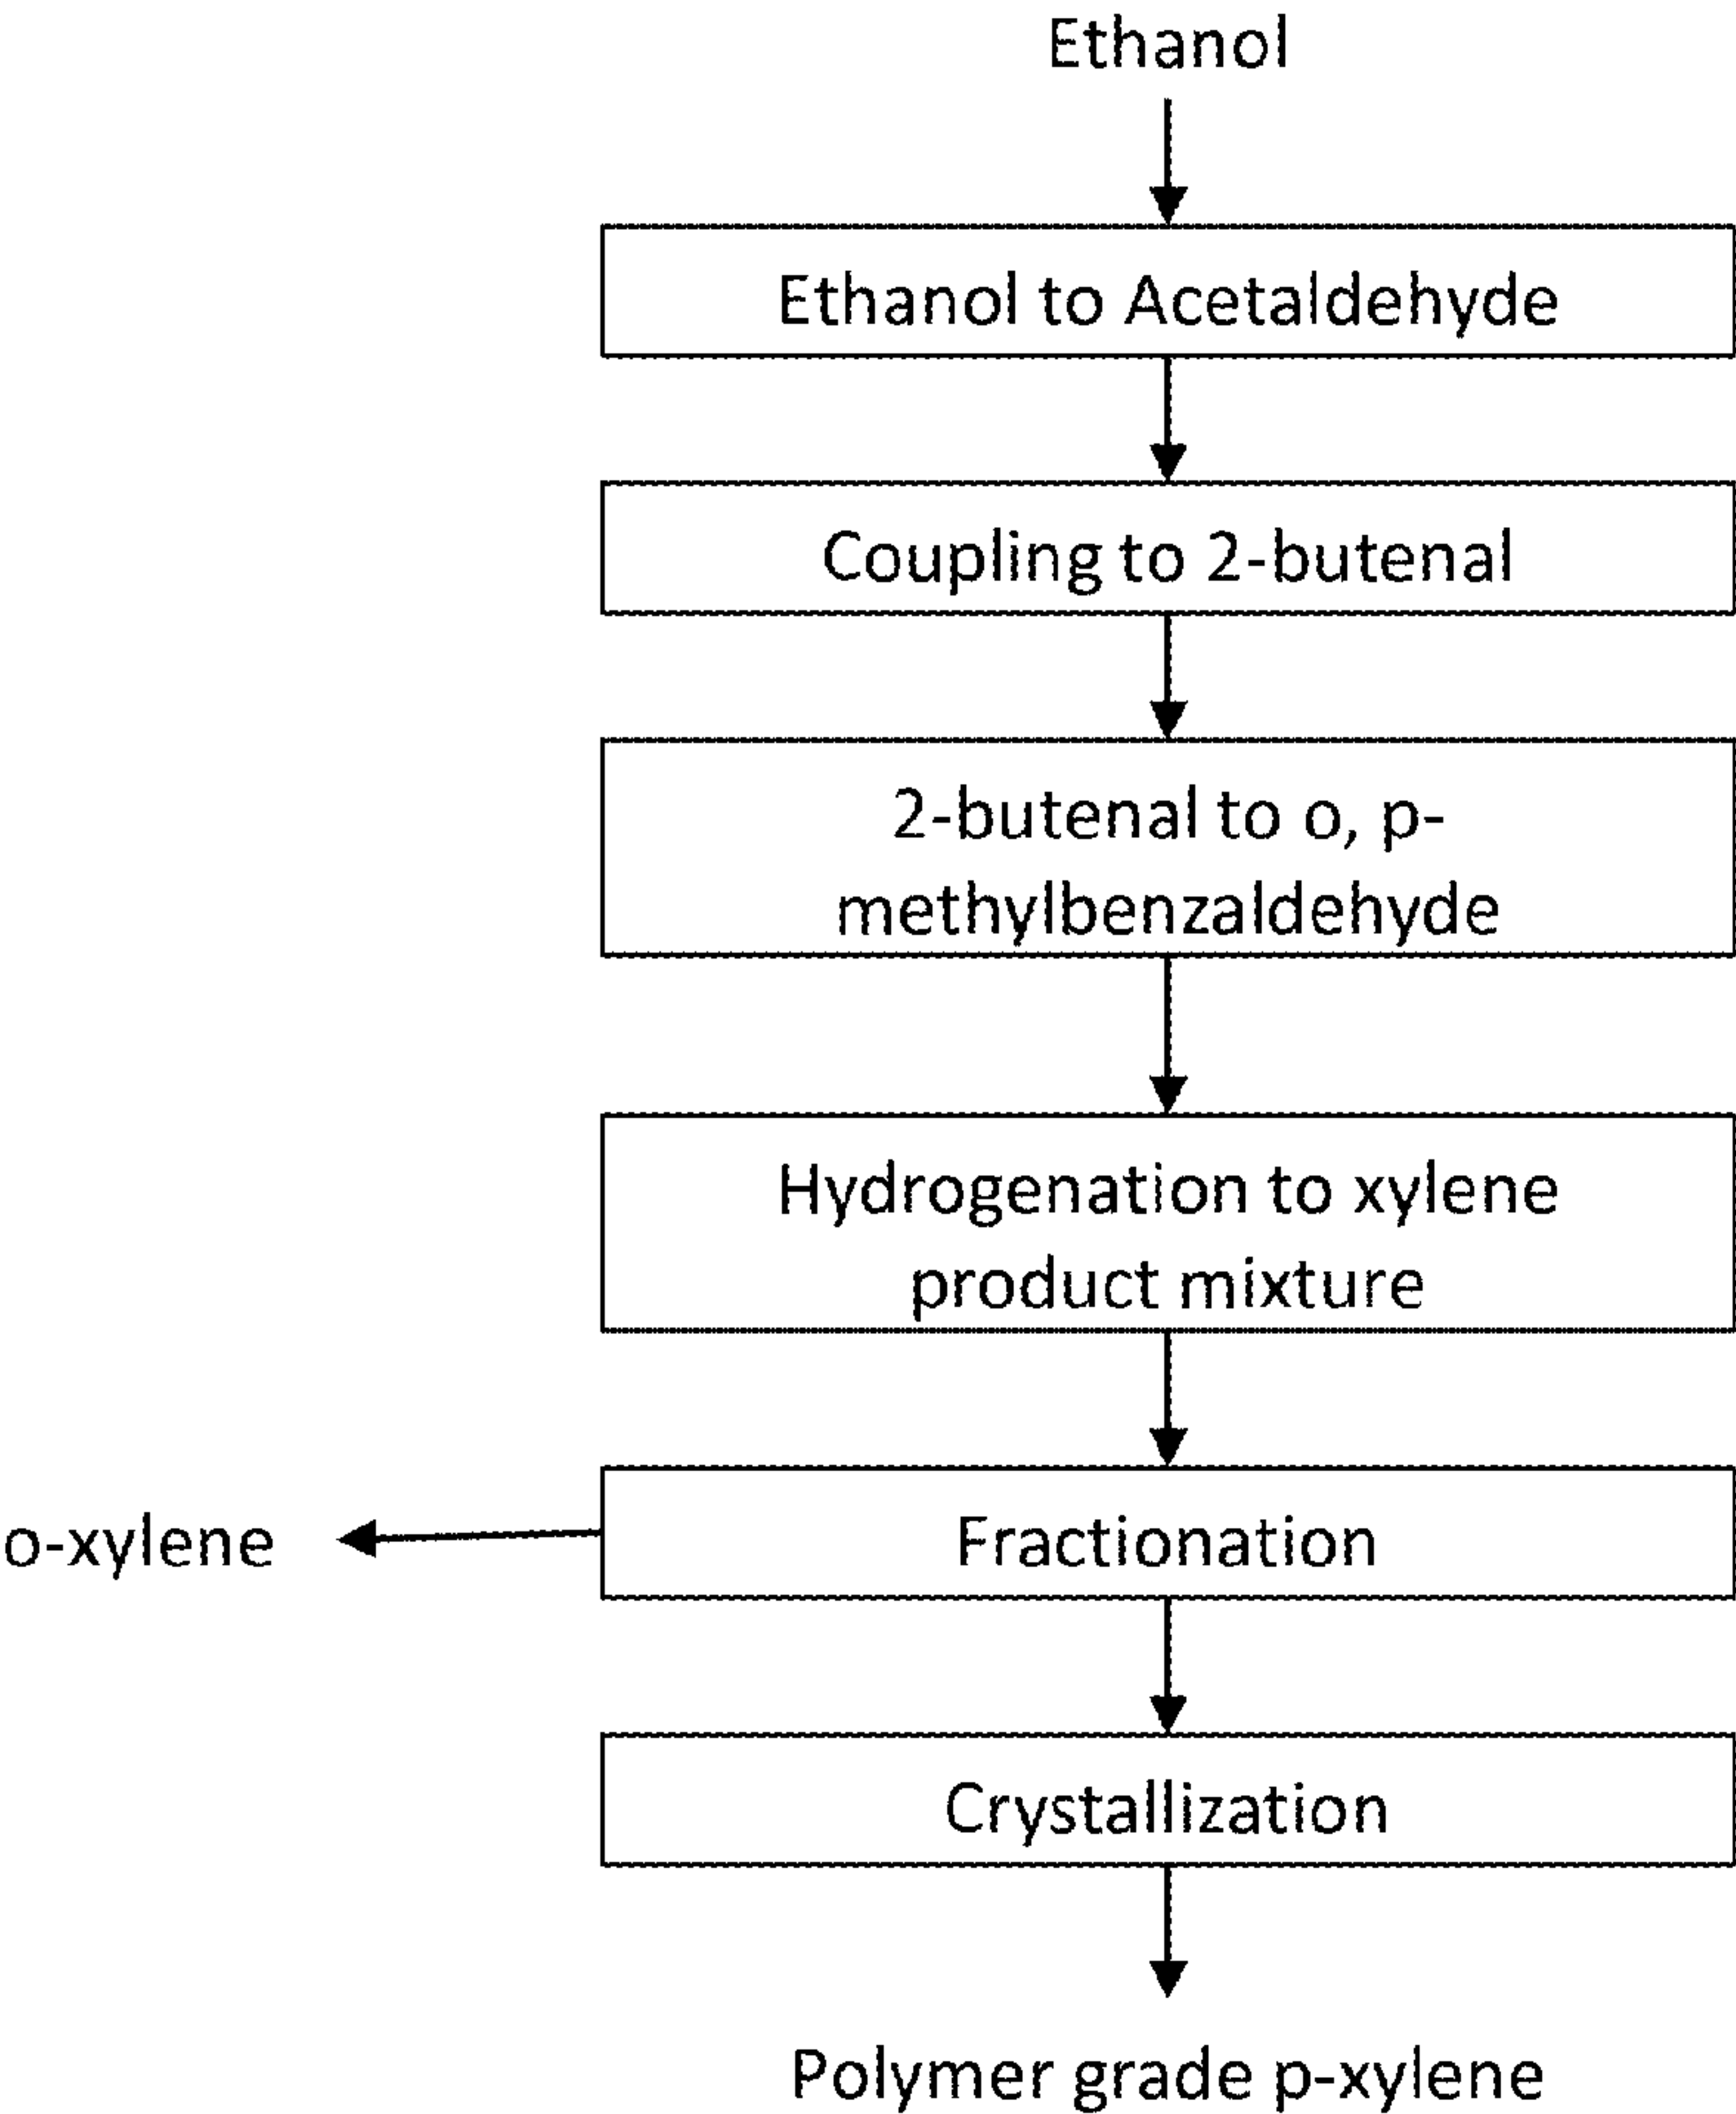 Ethanol
Ethanol to Acetaldehyde
Coupling to 2-butenal
2-butenal to o, p-
methylbenzaldehyde
Hydrogenation to xylene
product mixture
o-xylene
Fractionation
Crystallization
Polymer grade p-xylene